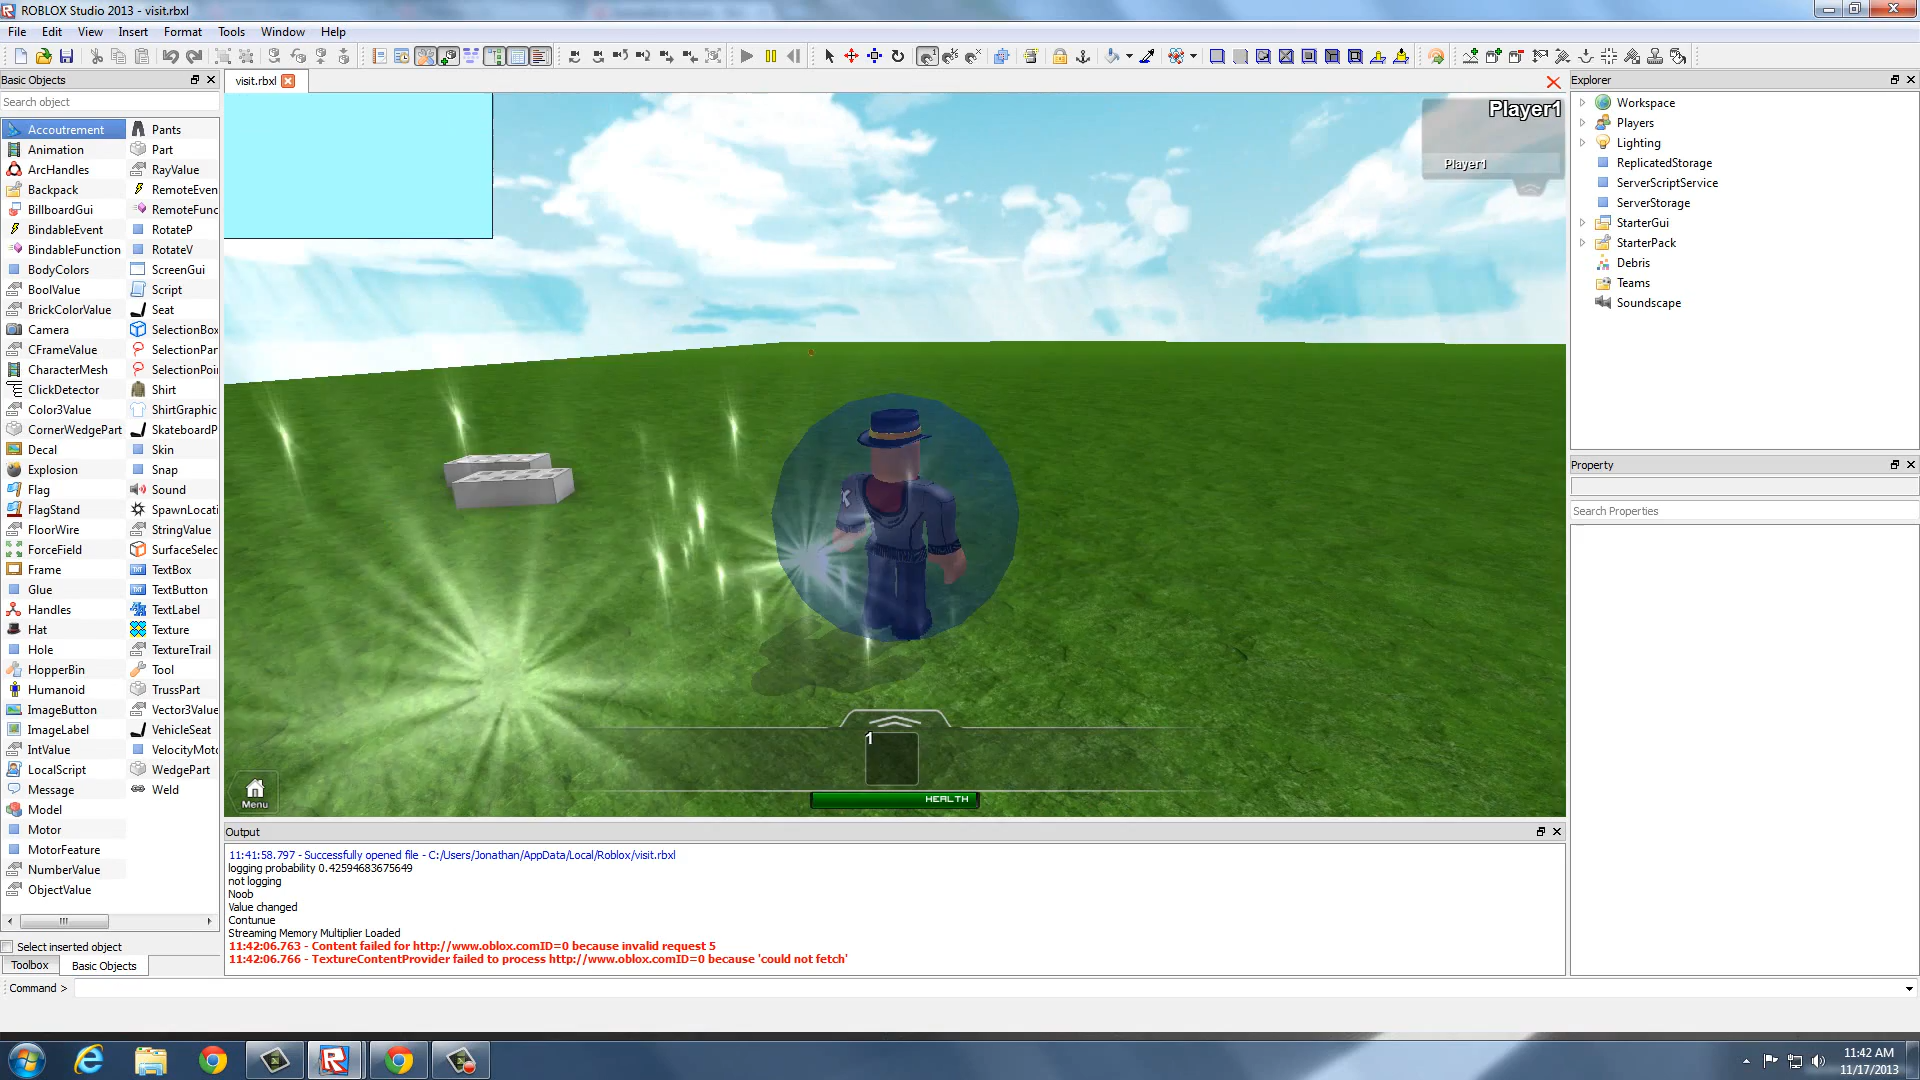 ROBLOX Studio 2013 - visit.rbxl
File Edit View Insert Format Tools Window Help
Basic Objects
Search object
Accoutrement Pants
Animation Part
ArcHandles RayValue
Backpack RemoteEven
BillboardGui RemoteFunc
BindableEvent RotateP
BindableFunction RotateV
BodyColors ScreenGui
BoolValue Script
BrickColorValue Seat
Camera SelectionBox
CFrameValue SelectionPar
CharacterMesh SelectionPoi
ClickDetector Shirt
Color3Value ShirtGraphic
CornerWedgePart SkateboardP
Decal Skin
Explosion Snap
Flag Sound
FlagStand SpawnLocati
FloorWire StringValue
ForceField SurfaceSelec
Frame TextBox
Glue TextButton
Handles TextLabel
Hat Texture
Hole TextureTrail
HopperBin Tool
Humanoid TrussPart
ImageButton Vector3Value
ImageLabel VehicleSeat
IntValue VelocityMoto
LocalScript WedgePart
Message Weld
Model
Motor
MotorFeature
NumberValue
ObjectValue
Select inserted object
Toolbox Basic Objects
visit.rbxl
Player1
Player1
1
HEALTH
Menu
Output
11:41:58.797 - Successfully opened file - C:/Users/Jonathan/AppData/Local/Roblox/visit.rbxl
logging probability 0.42594683675649
not logging
Noob
Value changed
Contunue
Streaming Memory Multiplier Loaded
11:42:06.763 - Content failed for http://www.oblox.comID=0 because invalid request 5
11:42:06.766 - TextureContentProvider failed to process http://www.oblox.comID=0 because 'could not fetch'
Explorer
Workspace
Players
Lighting
ReplicatedStorage
ServerScriptService
ServerStorage
StarterGui
StarterPack
Debris
Teams
Soundscape
Property
Search Properties
Command >
11:42 AM
11/17/2013